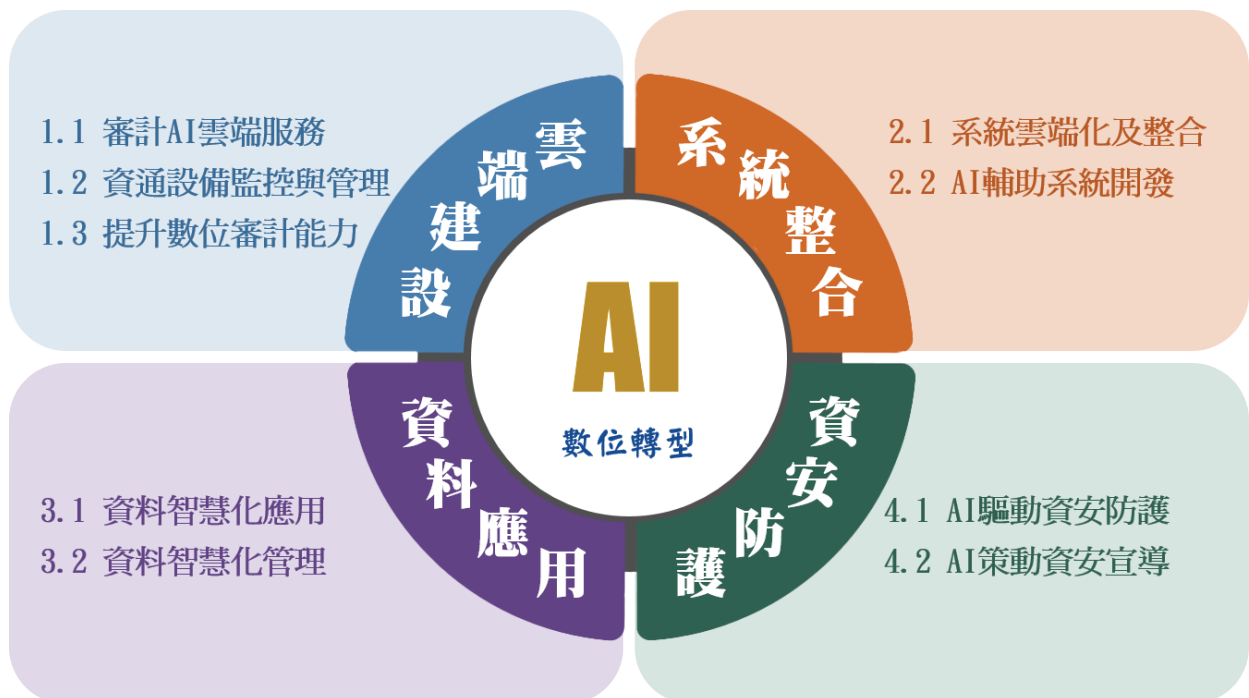 雲端建設
1.1 審計AI雲端服務
1.2 資通設備監控與管理
1.3 提升數位審計能力
系統整合
2.1 系統雲端化及整合
2.2 AI輔助系統開發
AI
數位轉型
資料應用
3.1 資料智慧化應用
3.2 資料智慧化管理
資安防護
4.1 AI驅動資安防護
4.2 AI策動資安宣導